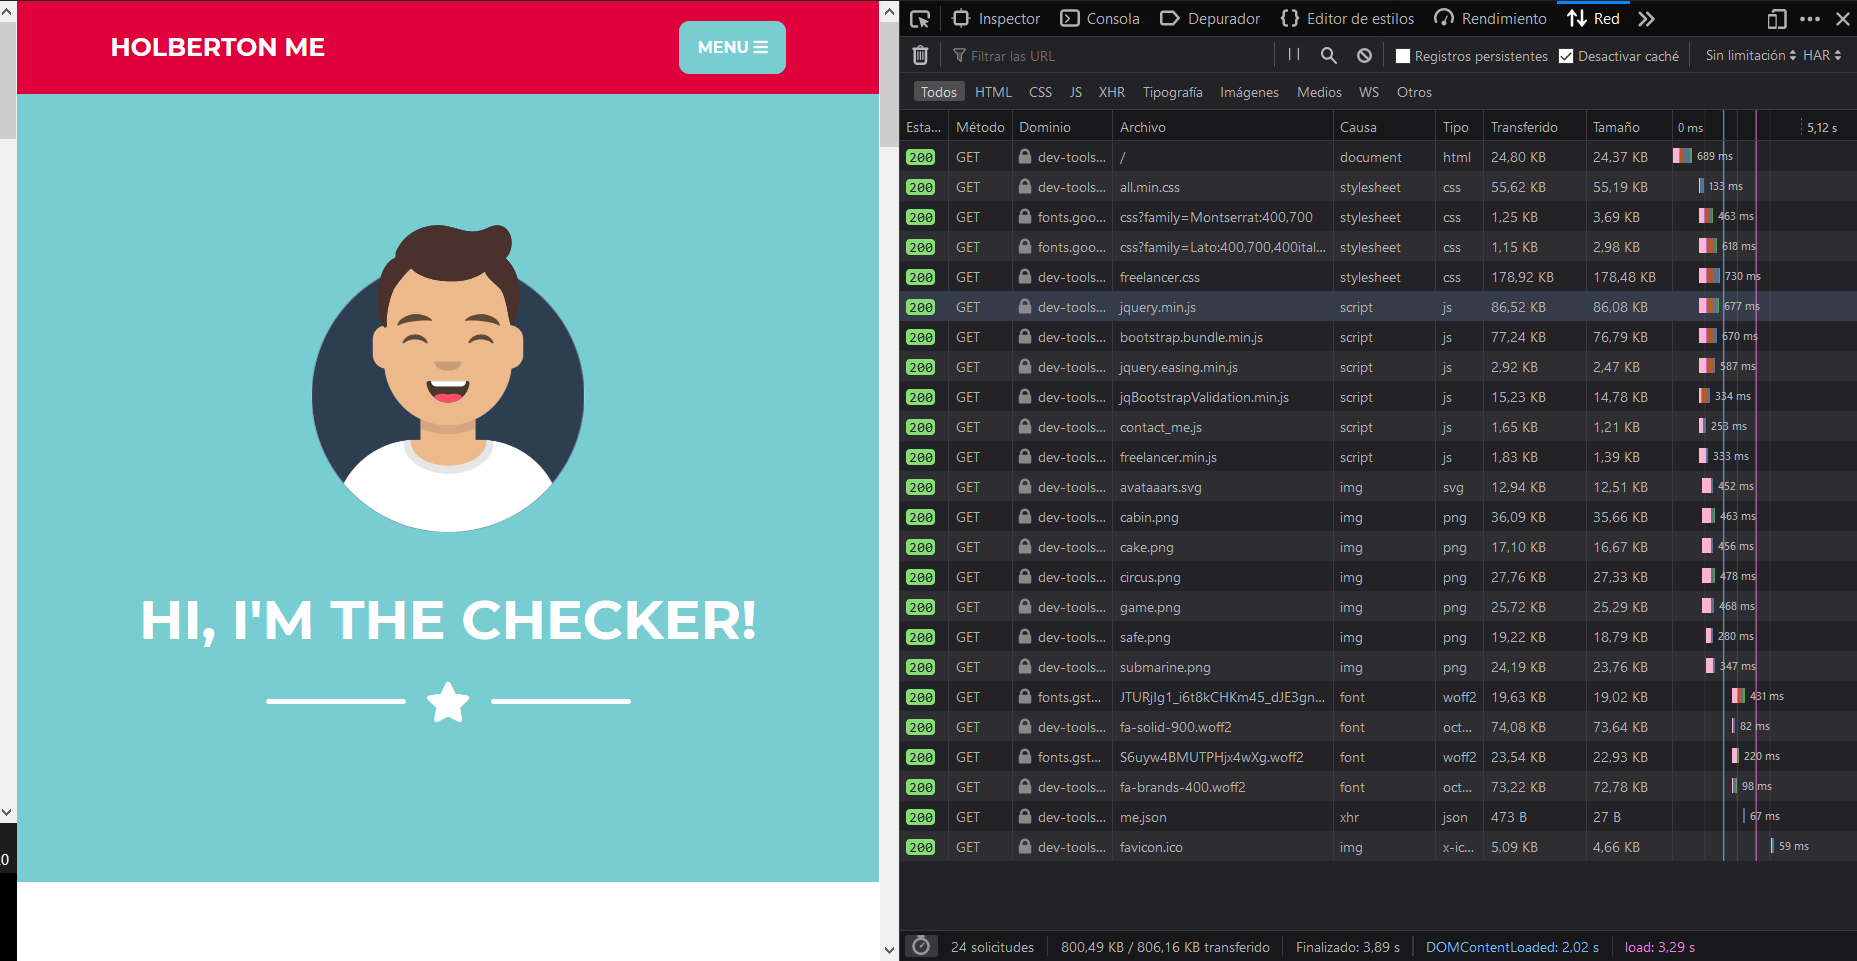 HOLBERTON ME
MENU
HI, I'M THE CHECKER!
0
Inspector Consola Depurador Editor de estilos Rendimiento Red
Filtrar las URL Registros persistentes Desactivar caché Sin limitación HAR
Todos HTML CSS JS XHR Tipografía Imágenes Medios WS Otros
Esta... Método Dominio Archivo Causa Tipo Transferido Tamaño 0 ms 5,12 s
200 GET dev-tools... / document html 24,80 KB 24,37 KB 689 ms
200 GET dev-tools... all.min.css stylesheet css 55,62 KB 55,19 KB 133 ms
200 GET fonts.goo... css?family=Montserrat:400,700 stylesheet css 1,25 KB 3,69 KB 463 ms
200 GET fonts.goo... css?family=Lato:400,700,400ital... stylesheet css 1,15 KB 2,98 KB 618 ms
200 GET dev-tools... freelancer.css stylesheet css 178,92 KB 178,48 KB 730 ms
200 GET dev-tools... jquery.min.js script js 86,52 KB 86,08 KB 677 ms
200 GET dev-tools... bootstrap.bundle.min.js script js 77,24 KB 76,79 KB 670 ms
200 GET dev-tools... jquery.easing.min.js script js 2,92 KB 2,47 KB 587 ms
200 GET dev-tools... jqBootstrapValidation.min.js script js 15,23 KB 14,78 KB 334 ms
200 GET dev-tools... contact_me.js script js 1,65 KB 1,21 KB 253 ms
200 GET dev-tools... freelancer.min.js script js 1,83 KB 1,39 KB 333 ms
200 GET dev-tools... avataaars.svg img svg 12,94 KB 12,51 KB 452 ms
200 GET dev-tools... cabin.png img png 36,09 KB 35,66 KB 463 ms
200 GET dev-tools... cake.png img png 17,10 KB 16,67 KB 456 ms
200 GET dev-tools... circus.png img png 27,76 KB 27,33 KB 478 ms
200 GET dev-tools... game.png img png 25,72 KB 25,29 KB 468 ms
200 GET dev-tools... safe.png img png 19,22 KB 18,79 KB 280 ms
200 GET dev-tools... submarine.png img png 24,19 KB 23,76 KB 347 ms
200 GET fonts.gst... JTURjIg1_i6t8kCHKm45_dJE3gn... font woff2 19,63 KB 19,02 KB 431 ms
200 GET dev-tools... fa-solid-900.woff2 font oct... 74,08 KB 73,64 KB 82 ms
200 GET fonts.gst... S6uyw4BMUTPHjx4wXg.woff2 font woff2 23,54 KB 22,93 KB 220 ms
200 GET dev-tools... fa-brands-400.woff2 font oct... 73,22 KB 72,78 KB 98 ms
200 GET dev-tools... me.json xhr json 473 B 27 B 67 ms
200 GET dev-tools... favicon.ico img x-ic... 5,09 KB 4,66 KB 59 ms
24 solicitudes 800,49 KB / 806,16 KB transferido Finalizado: 3,89 s DOMContentLoaded: 2,02 s load: 3,29 s